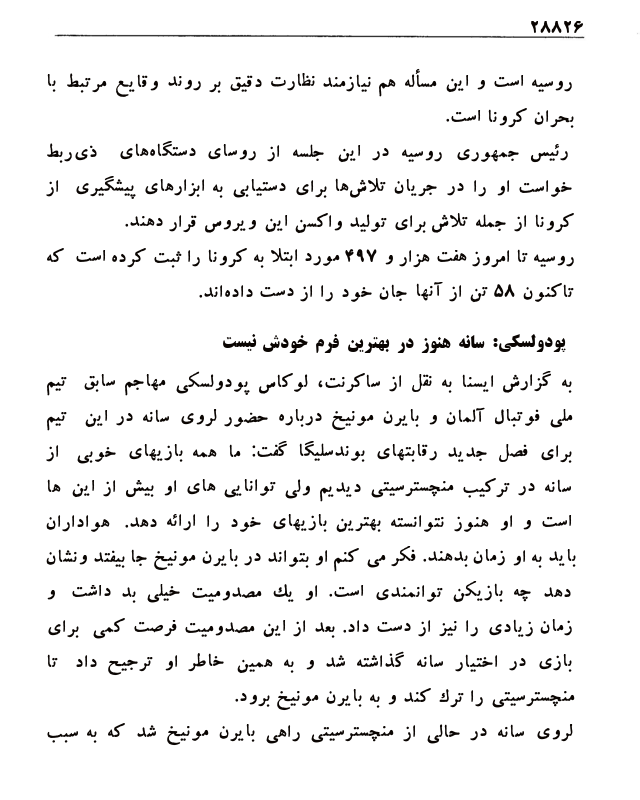 ۲۸۸۲۶
روسیه است و این مسأله هم نیازمند نظارت دقیق بر روند وقایع مرتبط با
بحران کرونا است.
رئیس جمهوری روسیه در این جلسه از روسای دستگاه‌های ذی‌ربط
خواست او را در جریان تلاش‌ها برای دستیابی به ابزارهای پیشگیری از
کرونا از جمله تلاش برای تولید واکسن این ویروس قرار دهند.
روسیه تا امروز هفت هزار و ۴۹۷ مورد ابتلا به کرونا را ثبت کرده است که
تاکنون ۵۸ تن از آنها جان خود را از دست داده‌اند.
پودولسکی: سانه هنوز در بهترین فرم خودش نیست
به گزارش ایسنا به نقل از ساکرنت، لوکاس پودولسکی مهاجم سابق تیم
ملی فوتبال آلمان و بایرن مونیخ درباره حضور لروی سانه در این تیم
برای فصل جدید رقابتهای بوندسلیگا گفت: ما همه بازیهای خوبی از
سانه در ترکیب منچسترسیتی دیدیم ولی توانایی های او بیش از این ها
است و او هنوز نتوانسته بهترین بازیهای خود را ارائه دهد. هواداران
باید به او زمان بدهند. فکر می کنم او بتواند در بایرن مونیخ جا بیفتد ونشان
دهد چه بازیکن توانمندی است. او یك مصدومیت خیلی بد داشت و
زمان زیادی را نیز از دست داد. بعد از این مصدومیت فرصت کمی برای
بازی در اختیار سانه گذاشته شد و به همین خاطر او ترجیح داد تا
منچسترسیتی را ترك کند و به بایرن مونیخ برود.
لروی سانه در حالی از منچسترسیتی راهی بایرن مونیخ شد که به سبب